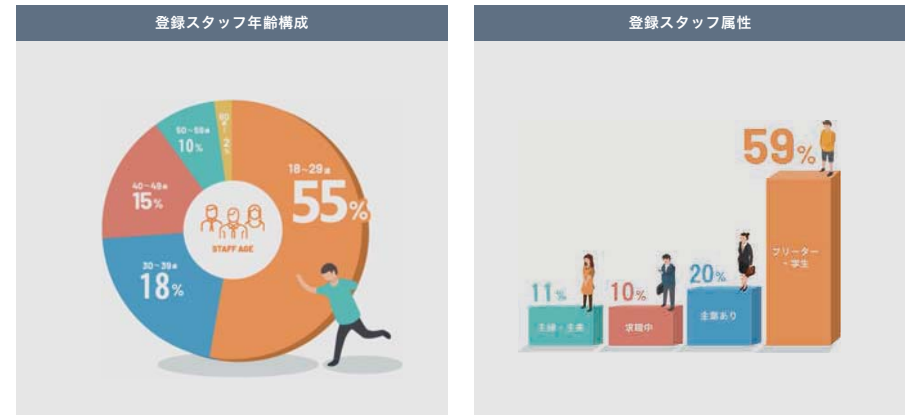 登録スタッフ年齢構成
登録スタッフ属性
60歳~
2%
50~59歳
10%
18~29歳
55%
40~49歳
15%
30~39歳
18%
STAFF AGE
59%
フリーター
・学生
20%
主業あり
10%
求職中
11%
主婦・主夫